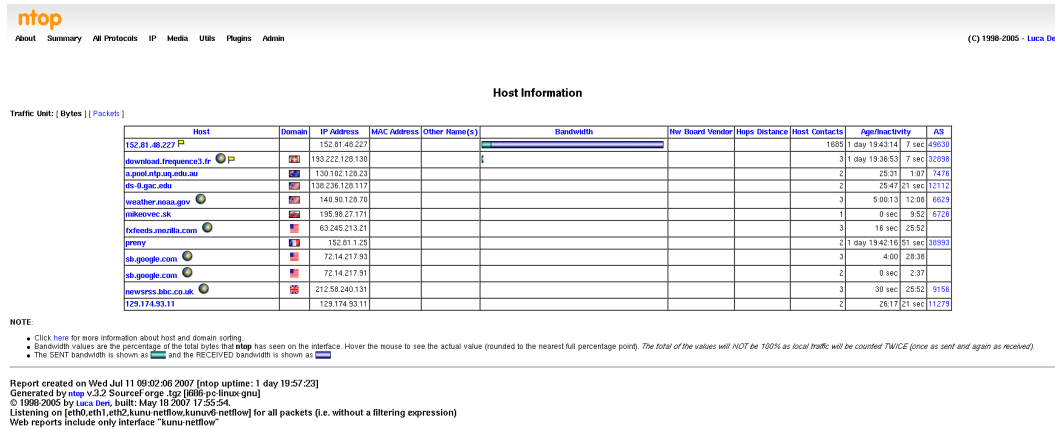 ntop
About Summary All Protocols IP Media Utils Plugins Admin
(C) 1998-2005 - Luca De
Host Information
Traffic Unit: [ Bytes ] [ Packets ]
Host Domain IP Address MAC Address Other Name(s) Bandwidth Nw Board Vendor Hops Distance Host Contacts Age/Inactivity AS
152.81.48.227 152.81.48.227 1685 1 day 19:43:14 7 sec 49630
download.frequence3.fr 193.222.128.130 3 1 day 19:36:53 7 sec 32898
a.pool.ntp.uq.edu.au 130.102.128.23 2 25:31 1:07 7476
ds-0.gac.edu 138.236.128.117 2 25:47 21 sec 12112
weather.noaa.gov 140.90.128.70 3 5:00:13 12:08 6629
mikeovec.sk 195.98.27.171 1 0 sec 9:52 6726
fxfeeds.mozilla.com 63.245.213.21 3 16 sec 25:52
preny 152.81.1.25 2 1 day 19:42:16 51 sec 38993
sb.google.com 72.14.217.93 3 4:00 28:38
sb.google.com 72.14.217.91 2 0 sec 2:37
newsrss.bbc.co.uk 212.58.240.131 3 30 sec 25:52 9156
129.174.93.11 129.174.93.11 2 26:17 21 sec 11279
NOTE:
Click here for more information about host and domain sorting.
Bandwidth values are the percentage of the total bytes that ntop has seen on the interface. Hover the mouse to see the actual value (rounded to the nearest full percentage point). The total of the values will NOT be 100% as local traffic will be counted TWICE (once as sent and again as received).
The SENT bandwidth is shown as and the RECEIVED bandwidth is shown as
Report created on Wed Jul 11 09:02:06 2007 [ntop uptime: 1 day 19:57:23]
Generated by ntop v.3.2 SourceForge .tgz [i686-pc-linux-gnu]
© 1998-2005 by Luca Deri, built: May 18 2007 17:55:54.
Listening on [eth0,eth1,eth2,kunu-netflow,kunuv6-netflow] for all packets (i.e. without a filtering expression)
Web reports include only interface "kunu-netflow"